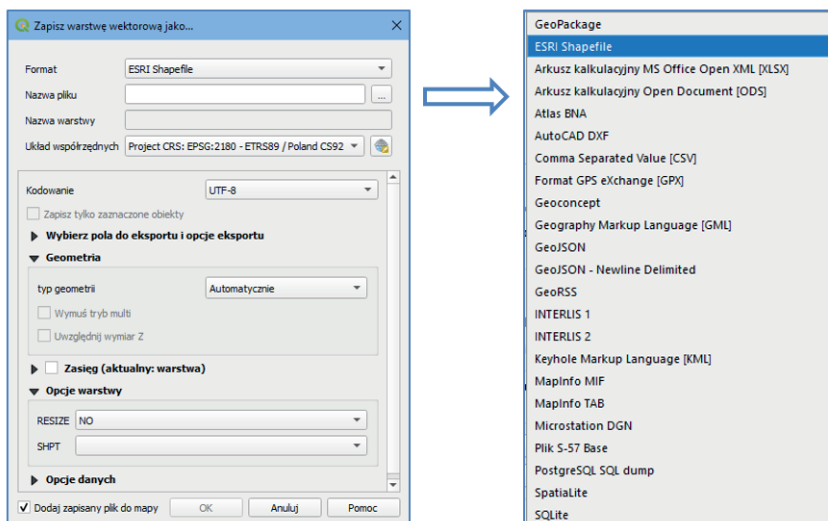 Zapisz warstwę wektorową jako...
Format ESRI Shapefile
Nazwa pliku ...
Nazwa warstwy
Układ współrzędnych Project CRS: EPSG:2180 - ETRS89 / Poland CS92
Kodowanie UTF-8
Zapisz tylko zaznaczone obiekty
Wybierz pola do eksportu i opcje eksportu
Geometria
typ geometrii Automatycznie
Wymuś tryb multi
Uwzględnij wymiar Z
Zasięg (aktualny: warstwa)
Opcje warstwy
RESIZE NO
SHPT
Opcje danych
Dodaj zapisany plik do mapy OK Anuluj Pomoc
GeoPackage
ESRI Shapefile
Arkusz kalkulacyjny MS Office Open XML [XLSX]
Arkusz kalkulacyjny Open Document [ODS]
Atlas BNA
AutoCAD DXF
Comma Separated Value [CSV]
Format GPS eXchange [GPX]
Geoconcept
Geography Markup Language [GML]
GeoJSON
GeoJSON - Newline Delimited
GeoRSS
INTERLIS 1
INTERLIS 2
Keyhole Markup Language [KML]
MapInfo MIF
MapInfo TAB
Microstation DGN
Plik S-57 Base
PostgreSQL SQL dump
SpatiaLite
SQLite